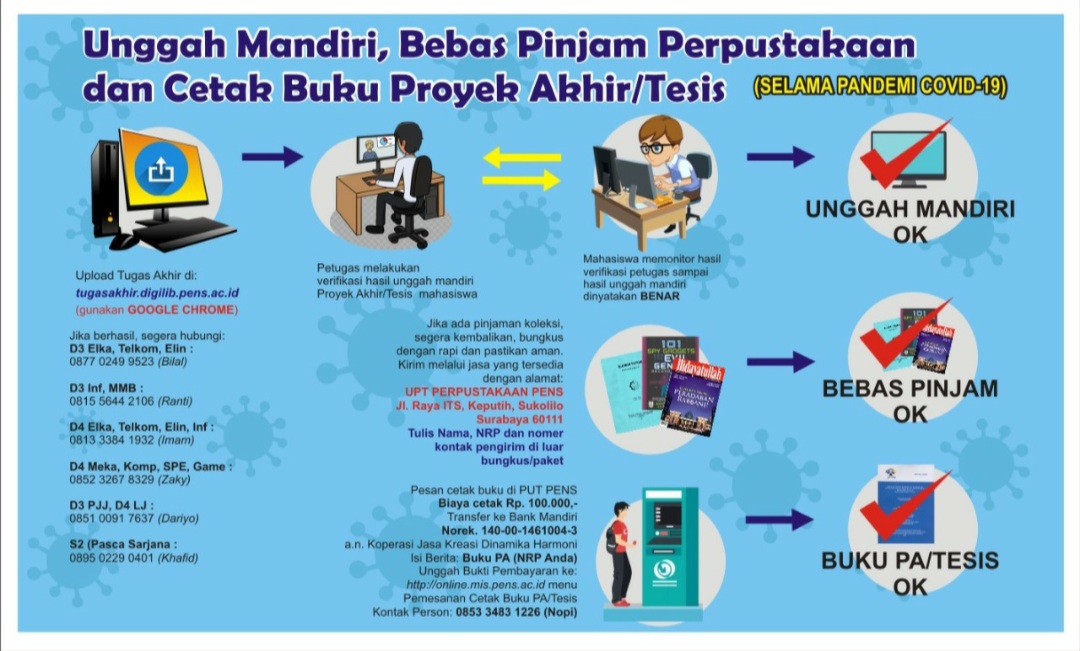 Unggah Mandiri, Bebas Pinjam Perpustakaan
dan Cetak Buku Proyek Akhir/Tesis
(SELAMA PANDEMI COVID-19)
Upload Tugas Akhir di:
tugasakhir.digilib.pens.ac.id
(gunakan GOOGLE CHROME)
Jika berhasil, segera hubungi:
D3 Elka, Telkom, Elin :
0877 0249 9523 (Bilal)
D3 Inf, MMB :
0815 5644 2106 (Ranti)
D4 Elka, Telkom, Elin, Inf :
0813 3384 1932 (Imam)
D4 Meka, Komp, SPE, Game :
0852 3267 8329 (Zaky)
D3 PJJ, D4 LJ :
0851 0091 7637 (Dariyo)
S2 (Pasca Sarjana :
0895 0229 0401 (Khafid)
Petugas melakukan
verifikasi hasil unggah mandiri
Proyek Akhir/Tesis mahasiswa
Mahasiswa memonitor hasil
verifikasi petugas sampai
hasil unggah mandiri
dinyatakan BENAR
UNGGAH MANDIRI
OK
Jika ada pinjaman koleksi,
segera kembalikan, bungkus
dengan rapi dan pastikan aman.
Kirim melalui jasa yang tersedia
dengan alamat:
UPT PERPUSTAKAAN PENS
Jl. Raya ITS, Keputih, Sukolilo
Surabaya 60111
Tulis Nama, NRP dan nomer
kontak pengirim di luar
bungkus/paket
101
SPY GADGETS
EVIL
Hidayatullah
PERADABAN
BEBAS PINJAM
OK
Pesan cetak buku di PUT PENS
Biaya cetak Rp. 100.000,-
Transfer ke Bank Mandiri
Norek. 140-00-1461004-3
a.n. Koperasi Jasa Kreasi Dinamika Harmoni
Isi Berita: Buku PA (NRP Anda)
Unggah Bukti Pembayaran ke:
http://online.mis.pens.ac.id menu
Pemesanan Cetak Buku PA/Tesis
Kontak Person: 0853 3483 1226 (Nopi)
BUKU PA/TESIS
OK